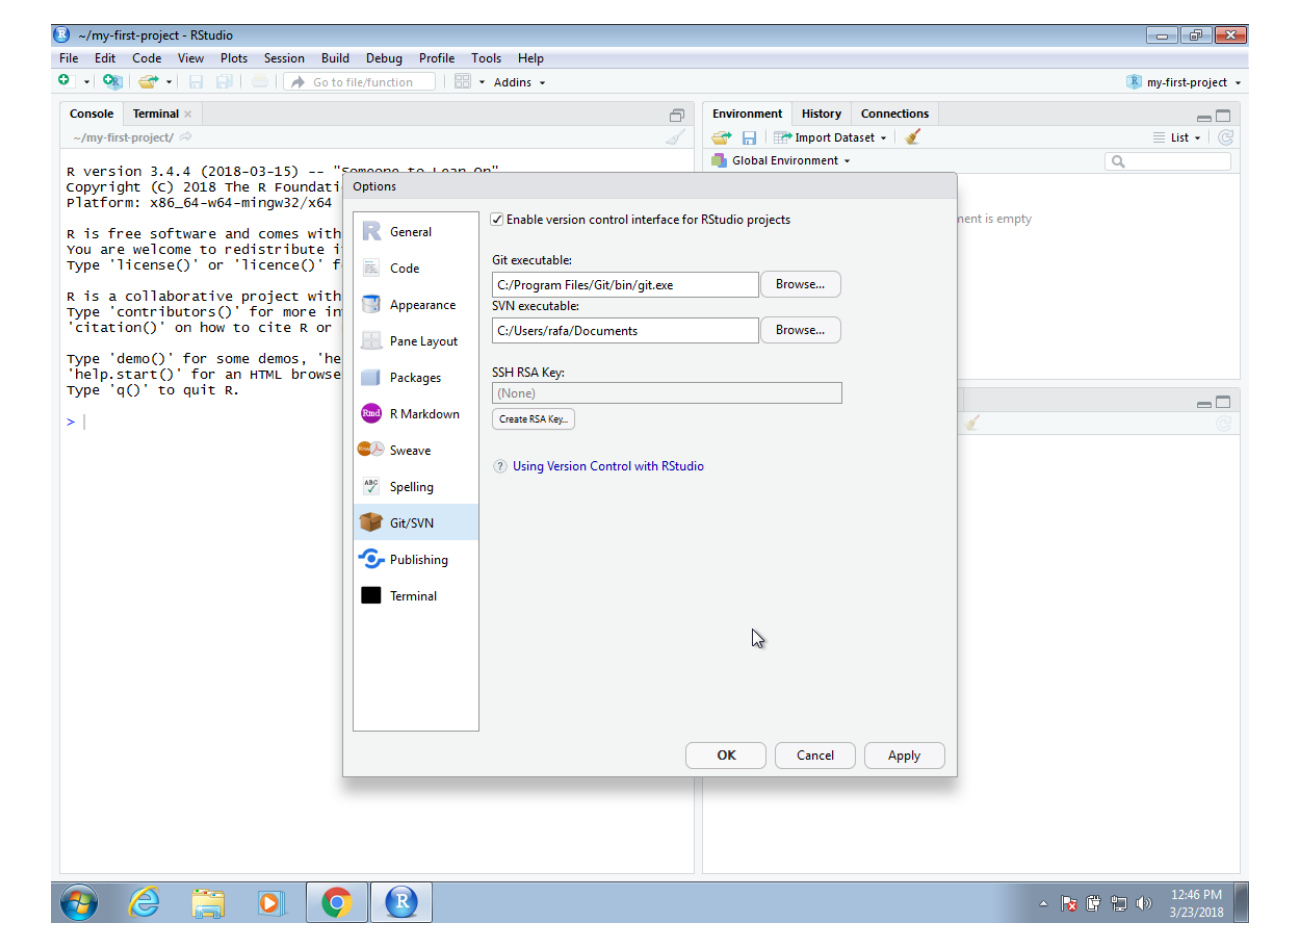 ~/my-first-project - RStudio
File Edit Code View Plots Session Build Debug Profile Tools Help
Go to file/function Addins my-first-project
Console Terminal
~/my-first-project/
R version 3.4.4 (2018-03-15) -- "Someone to Lean On"
Copyright (C) 2018 The R Foundati
Platform: x86_64-w64-mingw32/x64
R is free software and comes with
You are welcome to redistribute i
Type 'license()' or 'licence()' f
R is a collaborative project with
Type 'contributors()' for more in
'citation()' on how to cite R or
Type 'demo()' for some demos, 'he
'help.start()' for an HTML browse
Type 'q()' to quit R.
>
Environment History Connections
Import Dataset List
Global Environment
ment is empty
Options
General
Code
Appearance
Pane Layout
Packages
Rmd R Markdown
Sweave
ABC Spelling
Git/SVN
Publishing
Terminal
Enable version control interface for RStudio projects
Git executable:
C:/Program Files/Git/bin/git.exe Browse...
SVN executable:
C:/Users/rafa/Documents Browse...
SSH RSA Key:
(None)
Create RSA Key...
? Using Version Control with RStudio
OK Cancel Apply
12:46 PM
3/23/2018